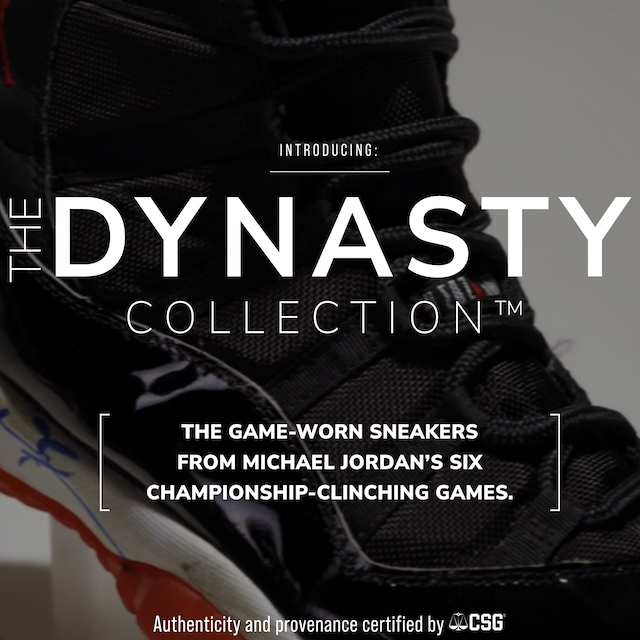 INTRODUCING:
THE DYNASTY
COLLECTION™
THE GAME-WORN SNEAKERS
FROM MICHAEL JORDAN'S SIX
CHAMPIONSHIP-CLINCHING GAMES.
Authenticity and provenance certified by CSG